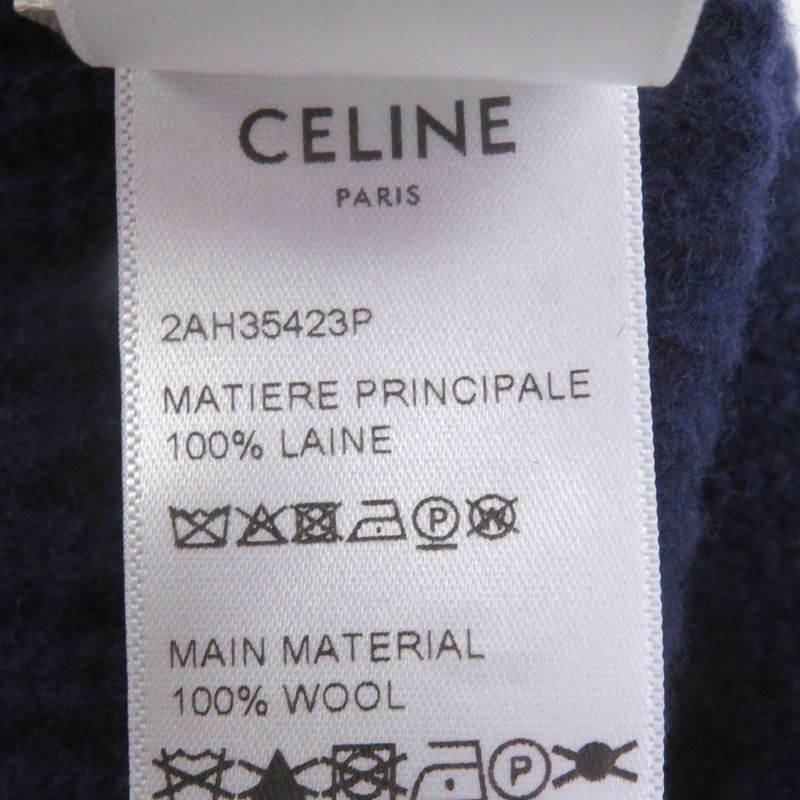 CELINE
PARIS
2AH35423P
MATIERE PRINCIPALE
100% LAINE
P W
MAIN MATERIAL
100% WOOL
P